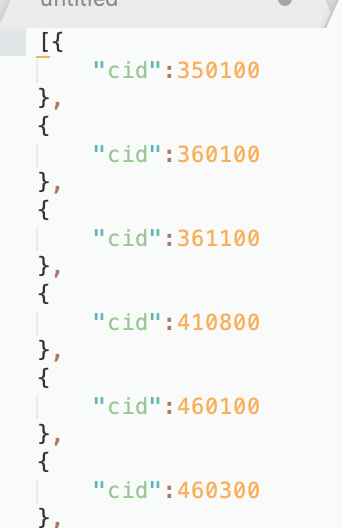 untitled
[{
"cid":350100
},
{
"cid":360100
},
{
"cid":361100
},
{
"cid":410800
},
{
"cid":460100
},
{
"cid":460300
},